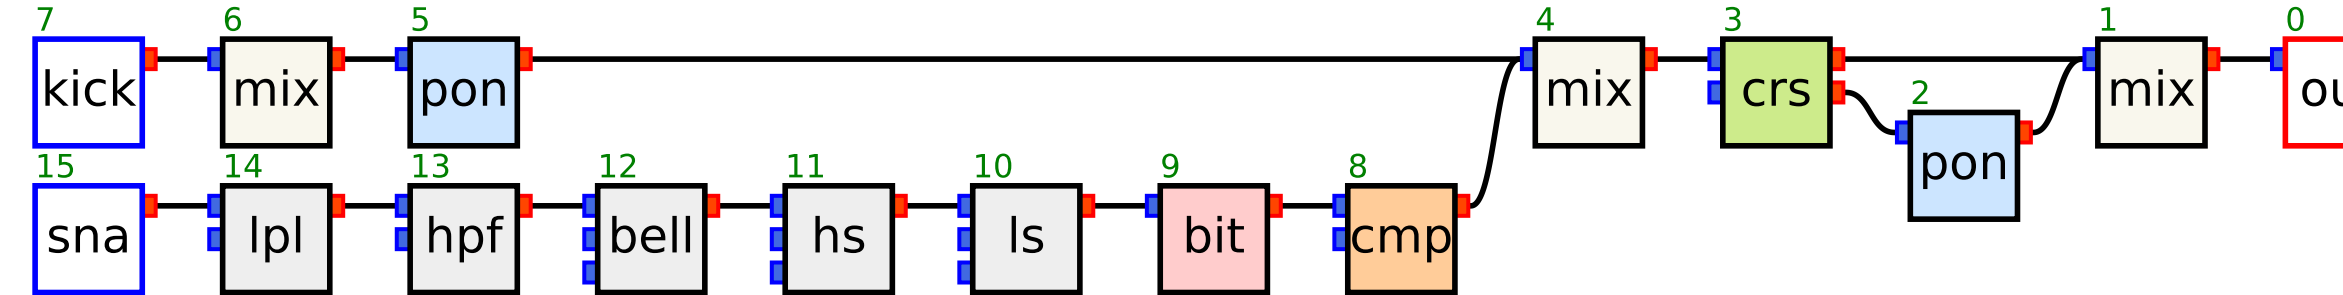 7 6 5 4 3 1 0
kick mix pon mix crs mix ou
2
pon
15 14 13 12 11 10 9 8
sna lpl hpf bell hs ls bit cmp